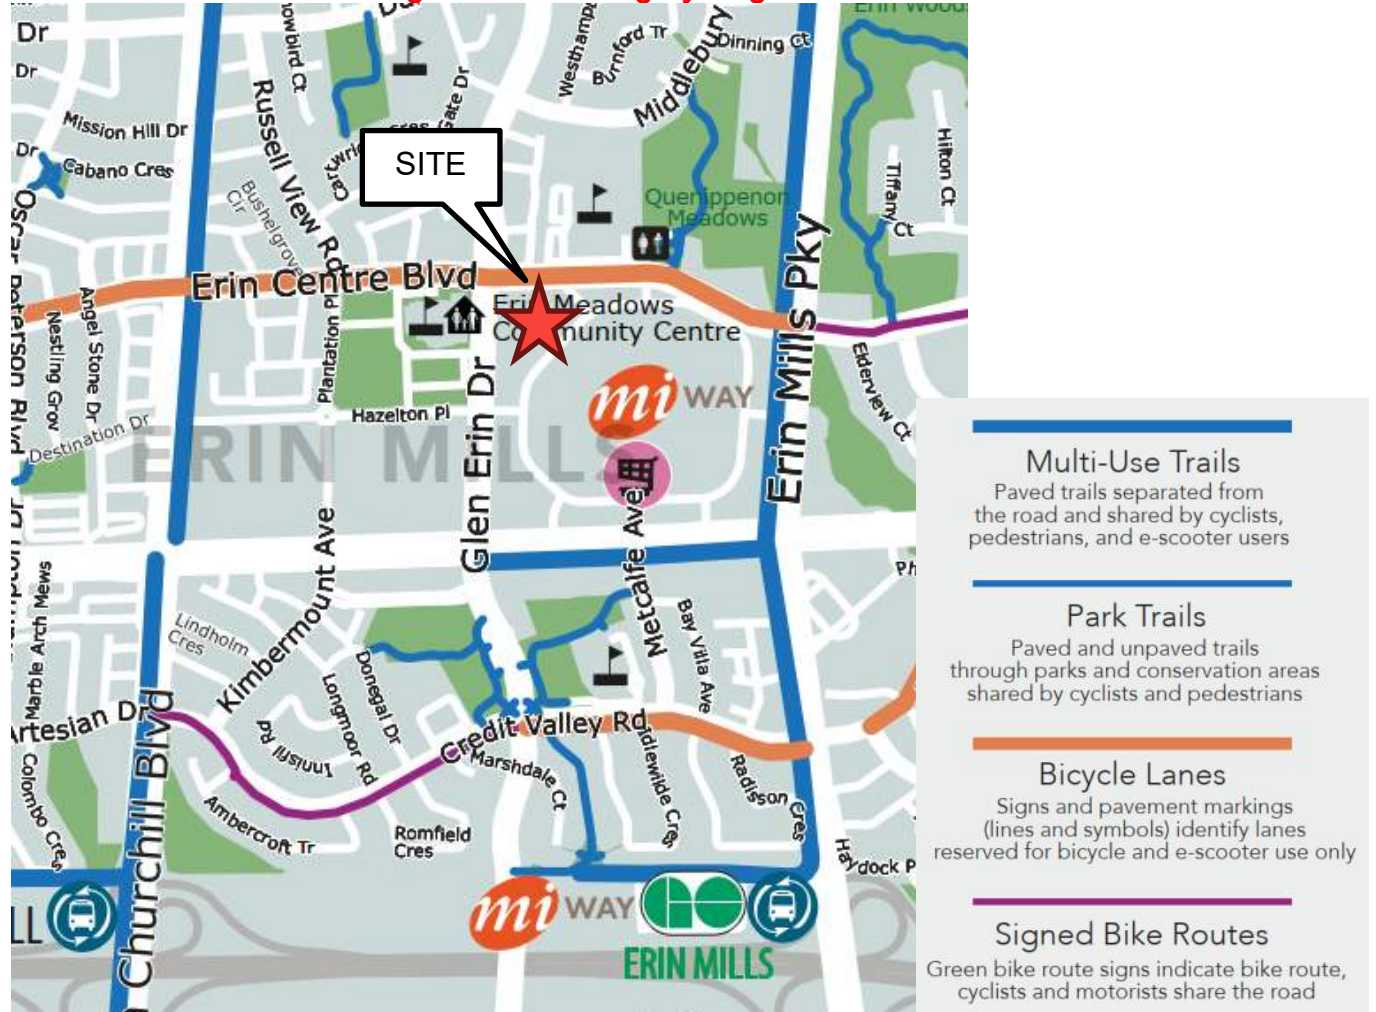 Dr
Dr
Mission Hill Dr
Dr
Cabano Cres
Russell View Rd
Bushelgrove
Cir
Gate Dr
Middlebury
Burnford Tr
Dinning Ct
Hilton Ct
Tiffany
Ct
Quenippenon
Meadows
SITE
Erin Centre Blvd
Erin Mills Pky
Community Centre
Angel Stone Dr
Nestling Grov
Plantation Pl
Hazelton Pl
Glen Erin Dr
Destination Dr
ERIN MILLS
mi WAY
Elderview Ct
Metcalfe Ave
Bay Villa Ave
Kimbermount Ave
Lindholm
Cres
Marble Arch Mews
Donegal Dr
Longmoor Rd
Innisfil Rd
Credit Valley Rd
Marshdale Ct
Radisson Cres
Ambercroft Tr
Romfield
Cres
Colombo Cres
Churchill Blvd
mi WAY
GO
ERIN MILLS
Multi-Use Trails
Paved trails separated from
the road and shared by cyclists,
pedestrians, and e-scooter users
Park Trails
Paved and unpaved trails
through parks and conservation areas
shared by cyclists and pedestrians
Bicycle Lanes
Signs and pavement markings
(lines and symbols) identify lanes
reserved for bicycle and e-scooter use only
Signed Bike Routes
Green bike route signs indicate bike route,
cyclists and motorists share the road